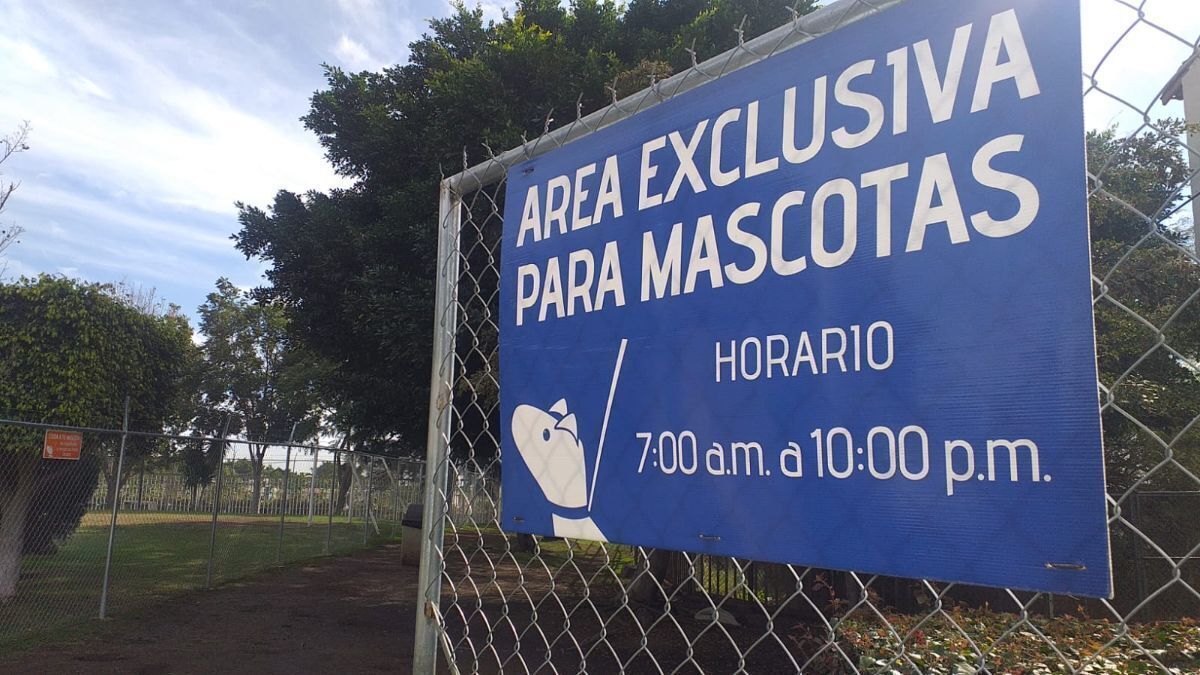 AREA EXCLUSIVA
PARA MASCOTAS
HORARIO
7:00 a.m. a 10:00 p.m.